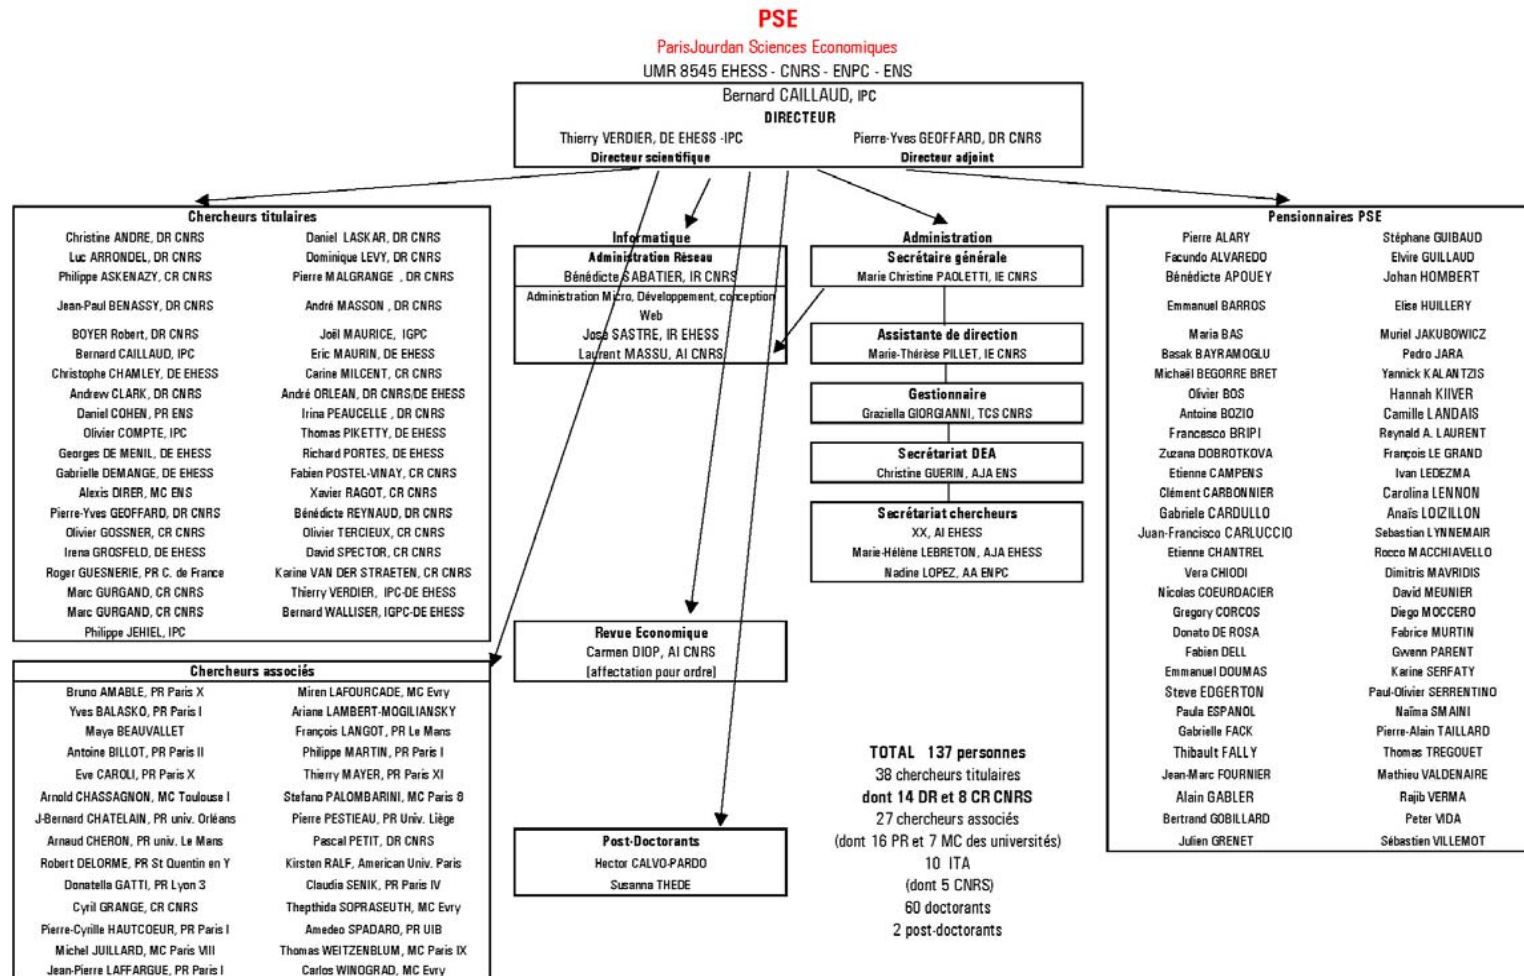 PSE
ParisJourdan Sciences Economiques
UMR 8545 EHESS - CNRS - ENPC - ENS
Bernard CAILLAUD, IPC
DIRECTEUR
Thierry VERDIER, DE EHESS -IPC Pierre-Yves GEOFFARD, DR CNRS
Directeur scientifique Directeur adjoint
Chercheurs titulaires
Christine ANDRE, DR CNRS Daniel LASKAR, DR CNRS
Luc ARRONDEL, DR CNRS Dominique LEVY, DR CNRS
Philippe ASKENAZY, CR CNRS Pierre MALGRANGE , DR CNRS
Jean-Paul BENASSY, DR CNRS André MASSON , DR CNRS
BOYER Robert, DR CNRS Joël MAURICE, IGPC
Bernard CAILLAUD, IPC Eric MAURIN, DE EHESS
Christophe CHAMLEY, DE EHESS Carine MILCENT, CR CNRS
Andrew CLARK, DR CNRS André ORLEAN, DR CNRS/DE EHESS
Daniel COHEN, PR ENS Irina PEAUCELLE , DR CNRS
Olivier COMPTE, IPC Thomas PIKETTY, DE EHESS
Georges DE MENIL, DE EHESS Richard PORTES, DE EHESS
Gabrielle DEMANGE, DE EHESS Fabien POSTEL-VINAY, CR CNRS
Alexis DIRER, MC ENS Xavier RAGOT, CR CNRS
Pierre-Yves GEOFFARD, DR CNRS Bénédicte REYNAUD, DR CNRS
Olivier GOSSNER, CR CNRS Olivier TERCIEUX, CR CNRS
Irena GROSFELD, DE EHESS David SPECTOR, CR CNRS
Roger GUESNERIE, PR C. de France Karine VAN DER STRAETEN, CR CNRS
Marc GURGAND, CR CNRS Thierry VERDIER, IPC-DE EHESS
Marc GURGAND, CR CNRS Bernard WALLISER, IGPC-DE EHESS
Philippe JEHIEL, IPC
Chercheurs associés
Bruno AMABLE, PR Paris X Miren LAFOURCADE, MC Evry
Yves BALASKO, PR Paris I Ariane LAMBERT-MOGILIANSKY
Maya BEAUVALLET François LANGOT, PR Le Mans
Antoine BILLOT, PR Paris II Philippe MARTIN, PR Paris I
Eve CAROLI, PR Paris X Thierry MAYER, PR Paris XI
Arnold CHASSAGNON, MC Toulouse I Stefano PALOMBARINI, MC Paris 8
J-Bernard CHATELAIN, PR univ. Orléans Pierre PESTIEAU, PR Univ. Liège
Arnaud CHERON, PR univ. Le Mans Pascal PETIT, DR CNRS
Robert DELORME, PR St Quentin en Y Kirsten RALF, American Univ. Paris
Donatella GATTI, PR Lyon 3 Claudia SENIK, PR Paris IV
Cyril GRANGE, CR CNRS Thepthida SOPRASEUTH, MC Evry
Pierre-Cyrille HAUTCOEUR, PR Paris I Amedeo SPADARO, PR UIB
Michel JUILLARD, MC Paris VIII Thomas WEITZENBLUM, MC Paris IX
Jean-Pierre LAFFARGUE, PR Paris I Carlos WINOGRAD, MC Evry
Informatique
Administration Réseau
Bénédicte SABATIER, IR CNRS
Administration Micro, Développement, conception
Web
José SASTRE, IR EHESS
Laurent MASSU, AI CNRS
Revue Economique
Carmen DIOP, AI CNRS
(affectation pour ordre)
Post-Doctorants
Hector CALVO-PARDO
Susanna THEDE
Administration
Secrétaire générale
Marie Christine PAOLETTI, IE CNRS
Assistante de direction
Marie-Thérèse PILLET, IE CNRS
Gestionnaire
Graziella GIORGIANNI, TCS CNRS
Secrétariat DEA
Christine GUERIN, AJA ENS
Secrétariat chercheurs
XX, AI EHESS
Marie-Hélène LEBRETON, AJA EHESS
Nadine LOPEZ, AA ENPC
TOTAL 137 personnes
38 chercheurs titulaires
dont 14 DR et 8 CR CNRS
27 chercheurs associés
(dont 16 PR et 7 MC des universités)
10 ITA
(dont 5 CNRS)
60 doctorants
2 post-doctorants
Pensionnaires PSE
Pierre ALARY Stéphane GUIBAUD
Facundo ALVAREDO Elvire GUILLAUD
Bénédicte APOUEY Johan HOMBERT
Emmanuel BARROS Elise HUILLERY
Maria BAS Muriel JAKUBOWICZ
Basak BAYRAMOGLU Pedro JARA
Michaël BEGORRE BRET Yannick KALANTZIS
Olivier BOS Hannah KIIVER
Antoine BOZIO Camille LANDAIS
Francesco BRIPI Reynald A. LAURENT
Zuzana DOBROTKOVA François LE GRAND
Etienne CAMPENS Ivan LEDEZMA
Clément CARBONNIER Carolina LENNON
Gabriele CARDULLO Anaïs LOIZILLON
Juan-Francisco CARLUCCIO Sebastian LYNNEMAIR
Etienne CHANTREL Rocco MACCHIAVELLO
Vera CHIODI Dimitris MAVRIDIS
Nicolas COEURDACIER David MEUNIER
Gregory CORCOS Diego MOCCERO
Donato DE ROSA Fabrice MURTIN
Fabien DELL Gwenn PARENT
Emmanuel DOUMAS Karine SERFATY
Steve EDGERTON Paul-Olivier SERRENTINO
Paula ESPANOL Naïma SMAINI
Gabrielle FACK Pierre-Alain TAILLARD
Thibault FALLY Thomas TREGOUET
Jean-Marc FOURNIER Mathieu VALDENAIRE
Alain GABLER Rajib VERMA
Bertrand GOBILLARD Peter VIDA
Julien GRENET Sébastien VILLEMOT